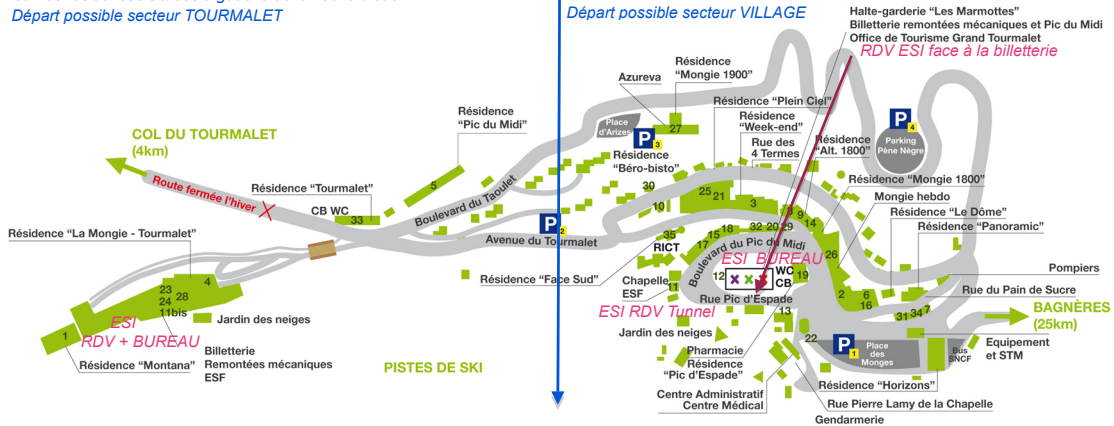 Départ possible secteur TOURMALET
Départ possible secteur VILLAGE
Halte-garderie “Les Marmottes”
Billetterie remontées mécaniques et Pic du Midi
Office de Tourisme Grand Tourmalet
RDV ESI face à la billetterie
Azureva
Résidence
“Mongie 1900”
Résidence “Plein Ciel”
Résidence
“Pic du Midi”
Place
d'Arizes
P
3
27
Résidence
“Week-end”
Rue des
4 Termes
Résidence
“Alt. 1800”
P
4
Parking
Pène Nègre
COL DU TOURMALET
(4km)
Route fermée l'hiver
Résidence “Tourmalet”
CB WC
33
5
Boulevard du Taoulet
Résidence
“Béro-bisto”
30
10
25
21
3
8
9
14
Résidence “Mongie 1800”
Mongie hebdo
Résidence “Le Dôme”
Résidence “Panoramic”
P
2
Avenue du Tourmalet
35
RICT
17
15
18
32
20
29
Boulevard du Pic du Midi
26
Résidence “La Mongie - Tourmalet”
23
24
28
4
11bis
ESI
RDV + BUREAU
1
Résidence “Montana”
Jardin des neiges
Billetterie
Remontées mécaniques
ESF
PISTES DE SKI
Résidence “Face Sud”
Chapelle
ESF
11
ESI RDV Tunnel
ESI BUREAU
12
WC
CB
19
Rue Pic d'Espade
13
2
6
16
31
34
7
Pompiers
Rue du Pain de Sucre
BAGNÈRES
(25km)
Jardin des neiges
Pharmacie
Résidence
“Pic d'Espade”
22
P
1
Place
des
Monges
Bus
SNCF
Equipement
et STM
Résidence “Horizons”
Centre Administratif
Centre Médical
Rue Pierre Lamy de la Chapelle
Gendarmerie